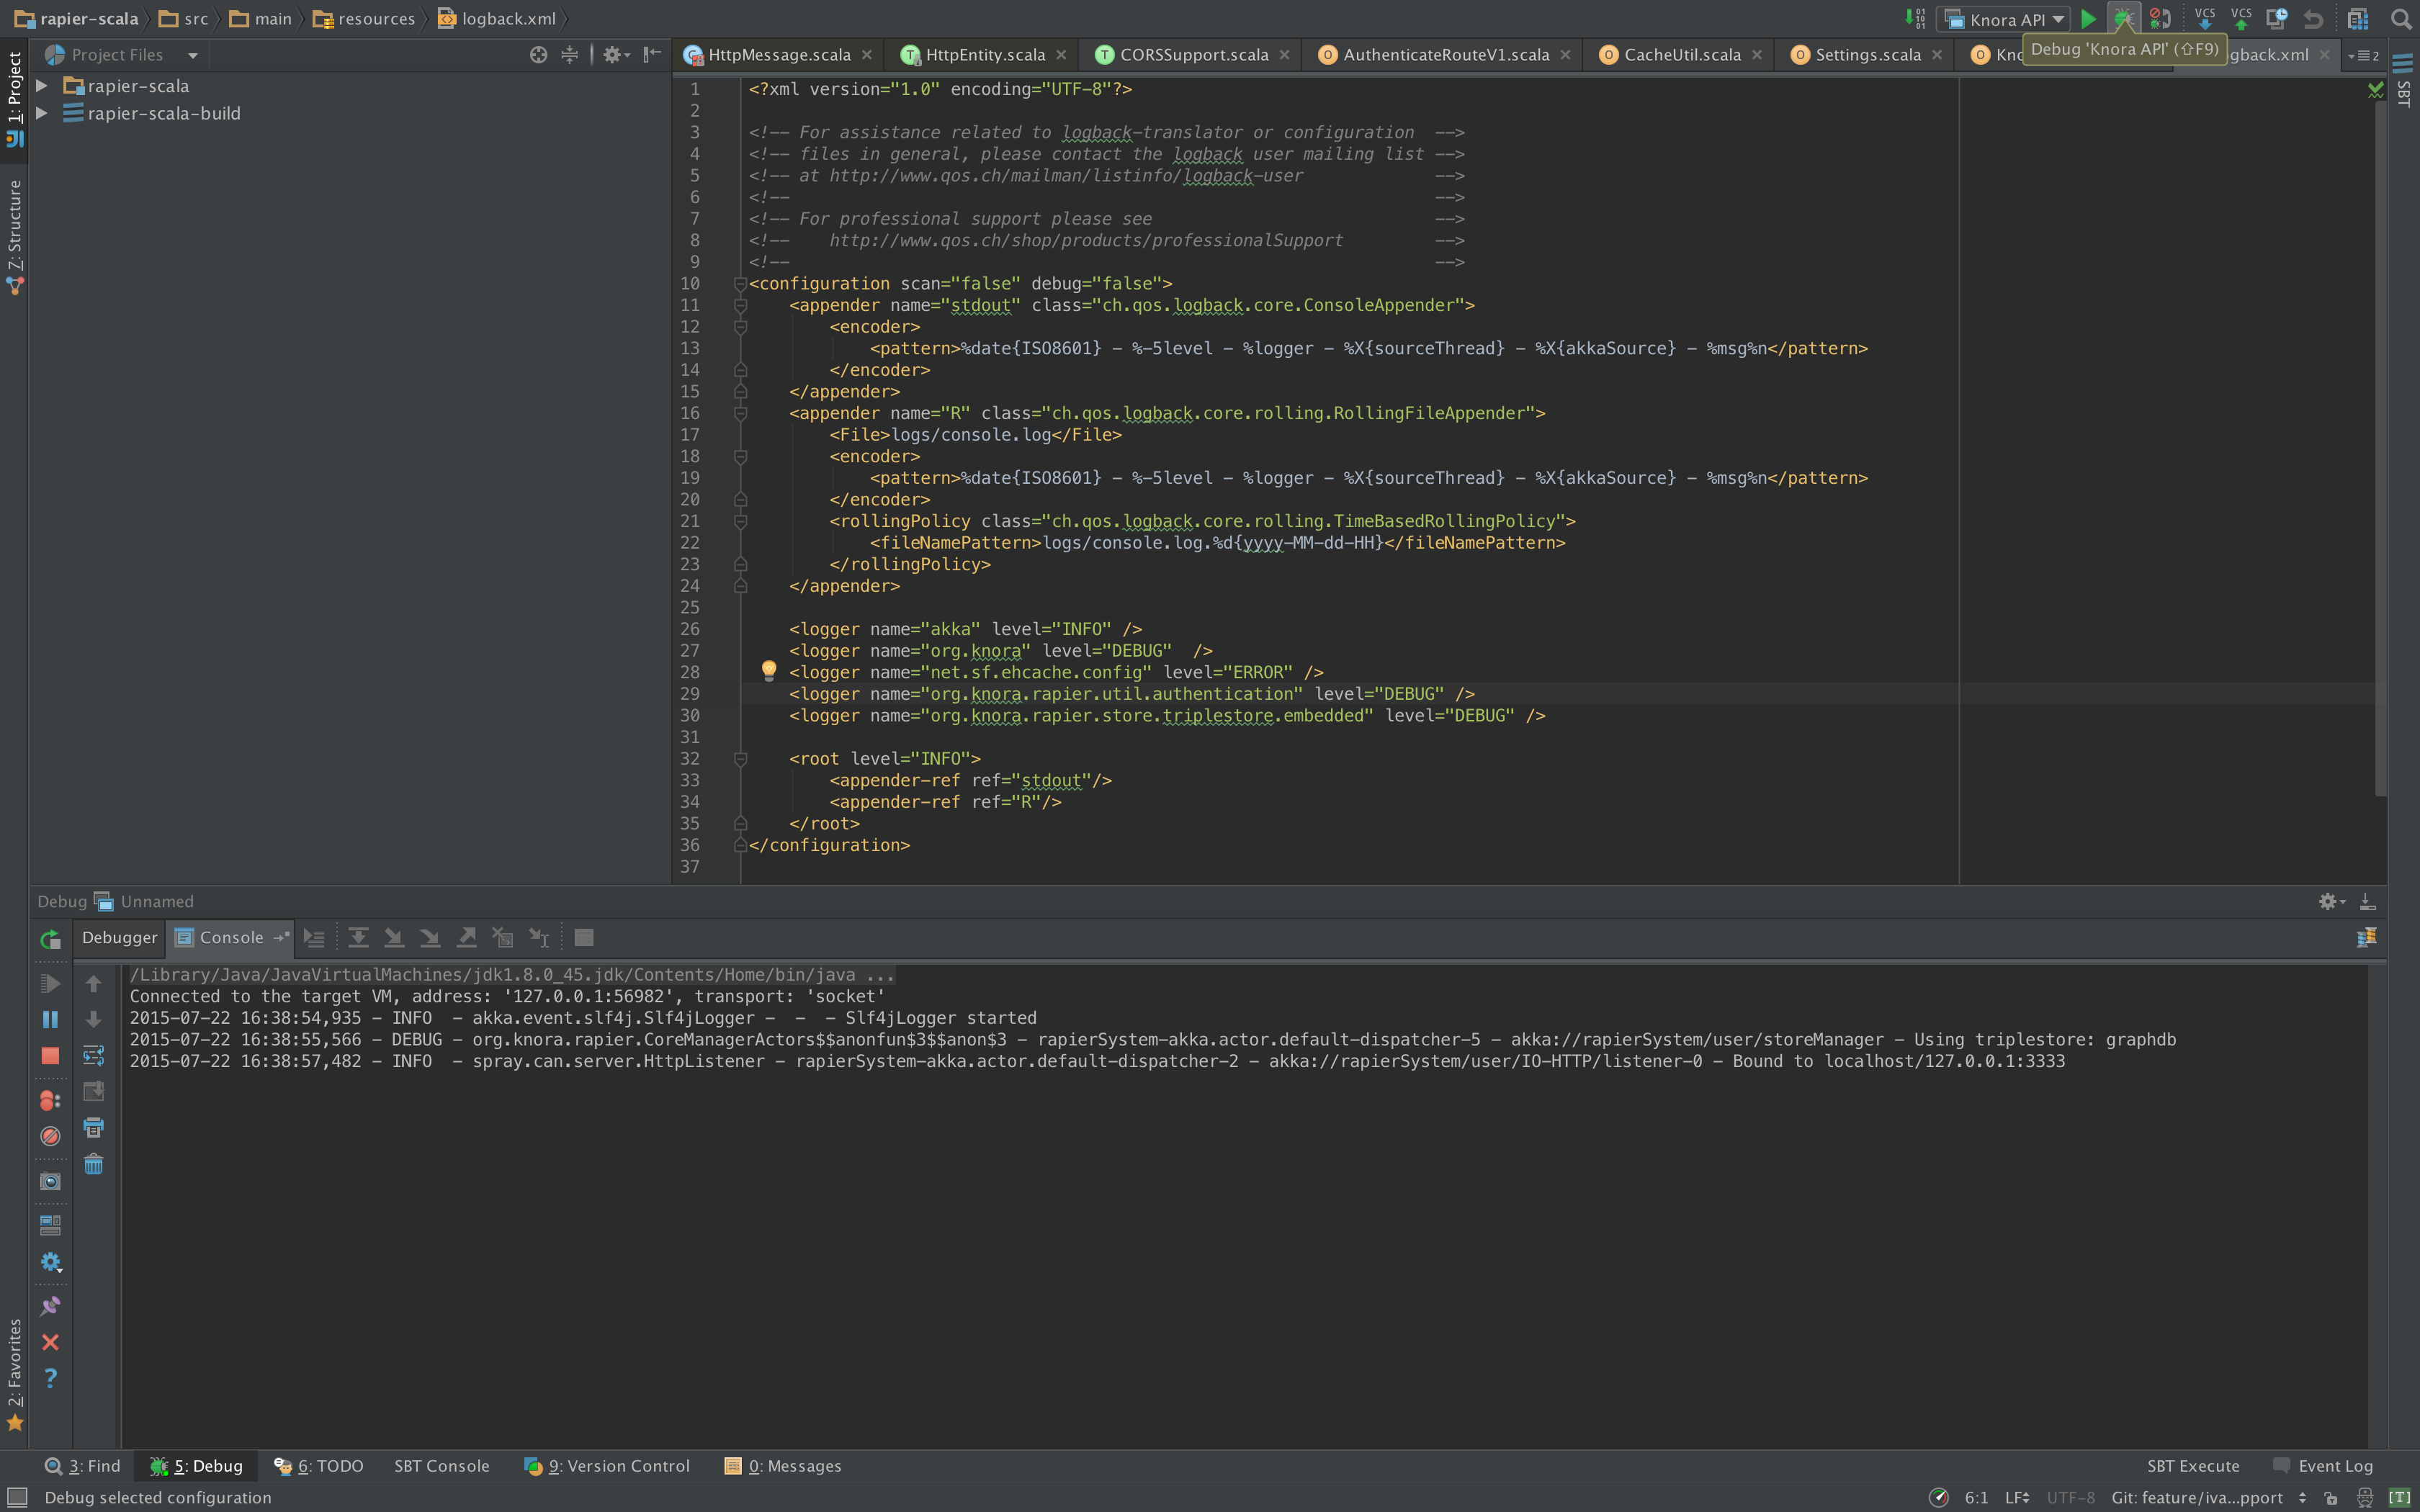 rapier-scala src main resources logback.xml
Knora API
VCS VCS
Debug 'Knora API' (⇧F9)
Project Files
HttpMessage.scala HttpEntity.scala CORSSupport.scala AuthenticateRouteV1.scala CacheUtil.scala Settings.scala Kno gback.xml 2
1: Project
7: Structure
2: Favorites
SBT
rapier-scala
rapier-scala-build
1 <?xml version="1.0" encoding="UTF-8"?>
2
3 <!-- For assistance related to logback-translator or configuration  -->
4 <!-- files in general, please contact the logback user mailing list -->
5 <!-- at http://www.qos.ch/mailman/listinfo/logback-user             -->
6 <!--                                                                -->
7 <!-- For professional support please see                            -->
8 <!--    http://www.qos.ch/shop/products/professionalSupport         -->
9 <!--                                                                -->
10 <configuration scan="false" debug="false">
11     <appender name="stdout" class="ch.qos.logback.core.ConsoleAppender">
12         <encoder>
13             <pattern>%date{ISO8601} - %-5level - %logger - %X{sourceThread} - %X{akkaSource} - %msg%n</pattern>
14         </encoder>
15     </appender>
16     <appender name="R" class="ch.qos.logback.core.rolling.RollingFileAppender">
17         <File>logs/console.log</File>
18         <encoder>
19             <pattern>%date{ISO8601} - %-5level - %logger - %X{sourceThread} - %X{akkaSource} - %msg%n</pattern>
20         </encoder>
21         <rollingPolicy class="ch.qos.logback.core.rolling.TimeBasedRollingPolicy">
22             <fileNamePattern>logs/console.log.%d{yyyy-MM-dd-HH}</fileNamePattern>
23         </rollingPolicy>
24     </appender>
25
26     <logger name="akka" level="INFO" />
27     <logger name="org.knora" level="DEBUG"  />
28     <logger name="net.sf.ehcache.config" level="ERROR" />
29     <logger name="org.knora.rapier.util.authentication" level="DEBUG" />
30     <logger name="org.knora.rapier.store.triplestore.embedded" level="DEBUG" />
31
32     <root level="INFO">
33         <appender-ref ref="stdout"/>
34         <appender-ref ref="R"/>
35     </root>
36 </configuration>
37
Debug Unnamed
Debugger Console
/Library/Java/JavaVirtualMachines/jdk1.8.0_45.jdk/Contents/Home/bin/java ...
Connected to the target VM, address: '127.0.0.1:56982', transport: 'socket'
2015-07-22 16:38:54,935 - INFO  - akka.event.slf4j.Slf4jLogger -  -  - Slf4jLogger started
2015-07-22 16:38:55,566 - DEBUG - org.knora.rapier.CoreManagerActors$$anonfun$3$$anon$3 - rapierSystem-akka.actor.default-dispatcher-5 - akka://rapierSystem/user/storeManager - Using triplestore: graphdb
2015-07-22 16:38:57,482 - INFO  - spray.can.server.HttpListener - rapierSystem-akka.actor.default-dispatcher-2 - akka://rapierSystem/user/IO-HTTP/listener-0 - Bound to localhost/127.0.0.1:3333
3: Find 5: Debug 6: TODO SBT Console 9: Version Control 0: Messages SBT Execute Event Log
Debug selected configuration 6:1 LF UTF-8 Git: feature/iva...pport [T]